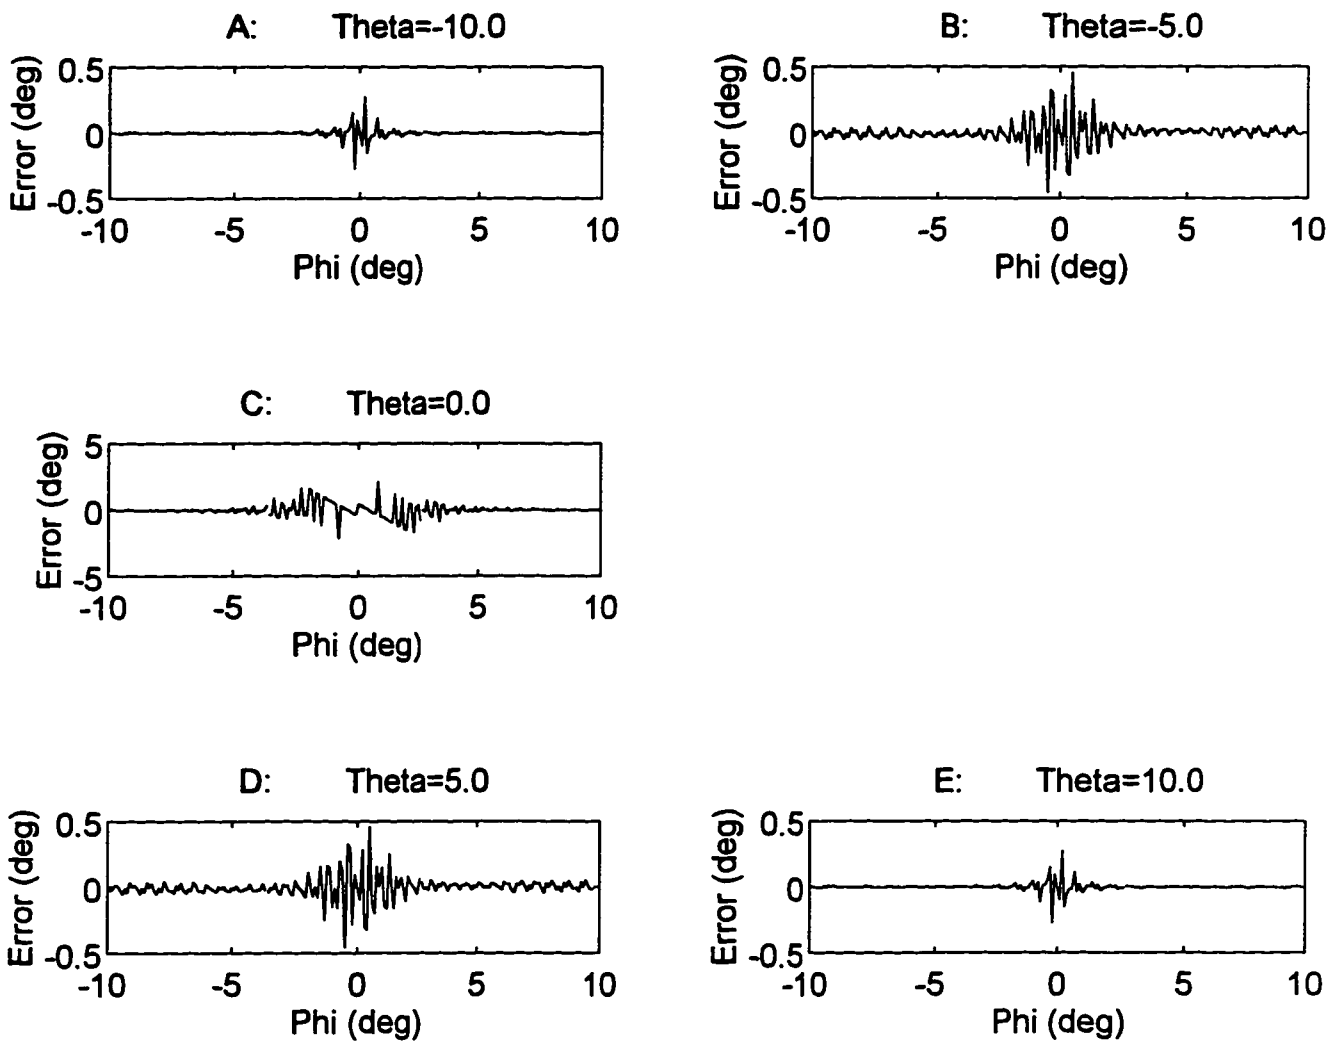 A: Theta=-10.0
Error (deg)
0.5
0
-0.5
-10 -5 0 5 10
Phi (deg)
B: Theta=-5.0
Error (deg)
0.5
0
-0.5
-10 -5 0 5 10
Phi (deg)
C: Theta=0.0
Error (deg)
5
0
-5
-10 -5 0 5 10
Phi (deg)
D: Theta=5.0
Error (deg)
0.5
0
-0.5
-10 -5 0 5 10
Phi (deg)
E: Theta=10.0
Error (deg)
0.5
0
-0.5
-10 -5 0 5 10
Phi (deg)